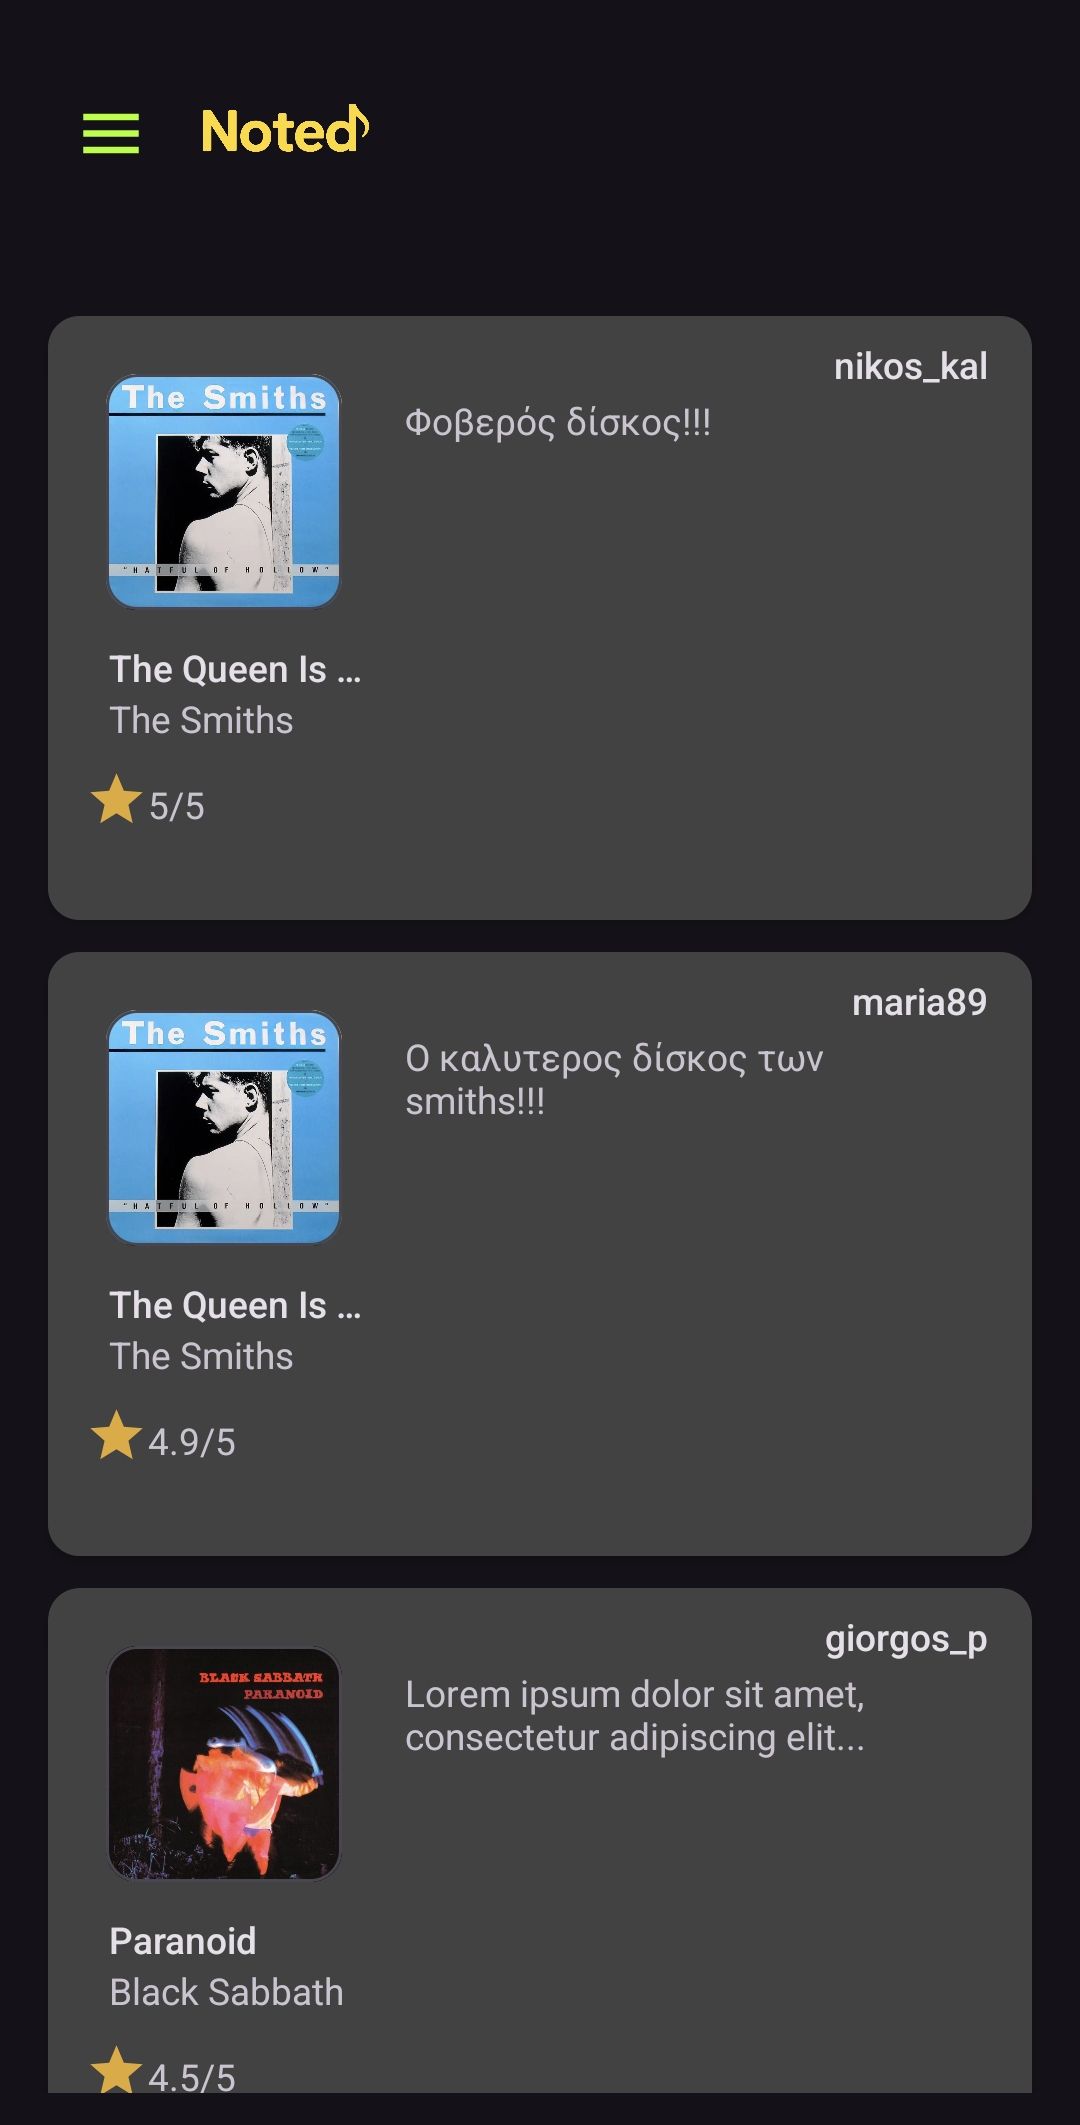 Noted
nikos_kal
The Smiths
Φοβερός δίσκος!!!
"HATFUL OF HOLLOW"
The Queen Is ...
The Smiths
5/5
maria89
The Smiths
Ο καλυτερος δίσκος των
smiths!!!
"HATFUL OF HOLLOW"
The Queen Is ...
The Smiths
4.9/5
giorgos_p
BLACK SABBATH
PARANOID
Lorem ipsum dolor sit amet,
consectetur adipiscing elit...
Paranoid
Black Sabbath
4.5/5